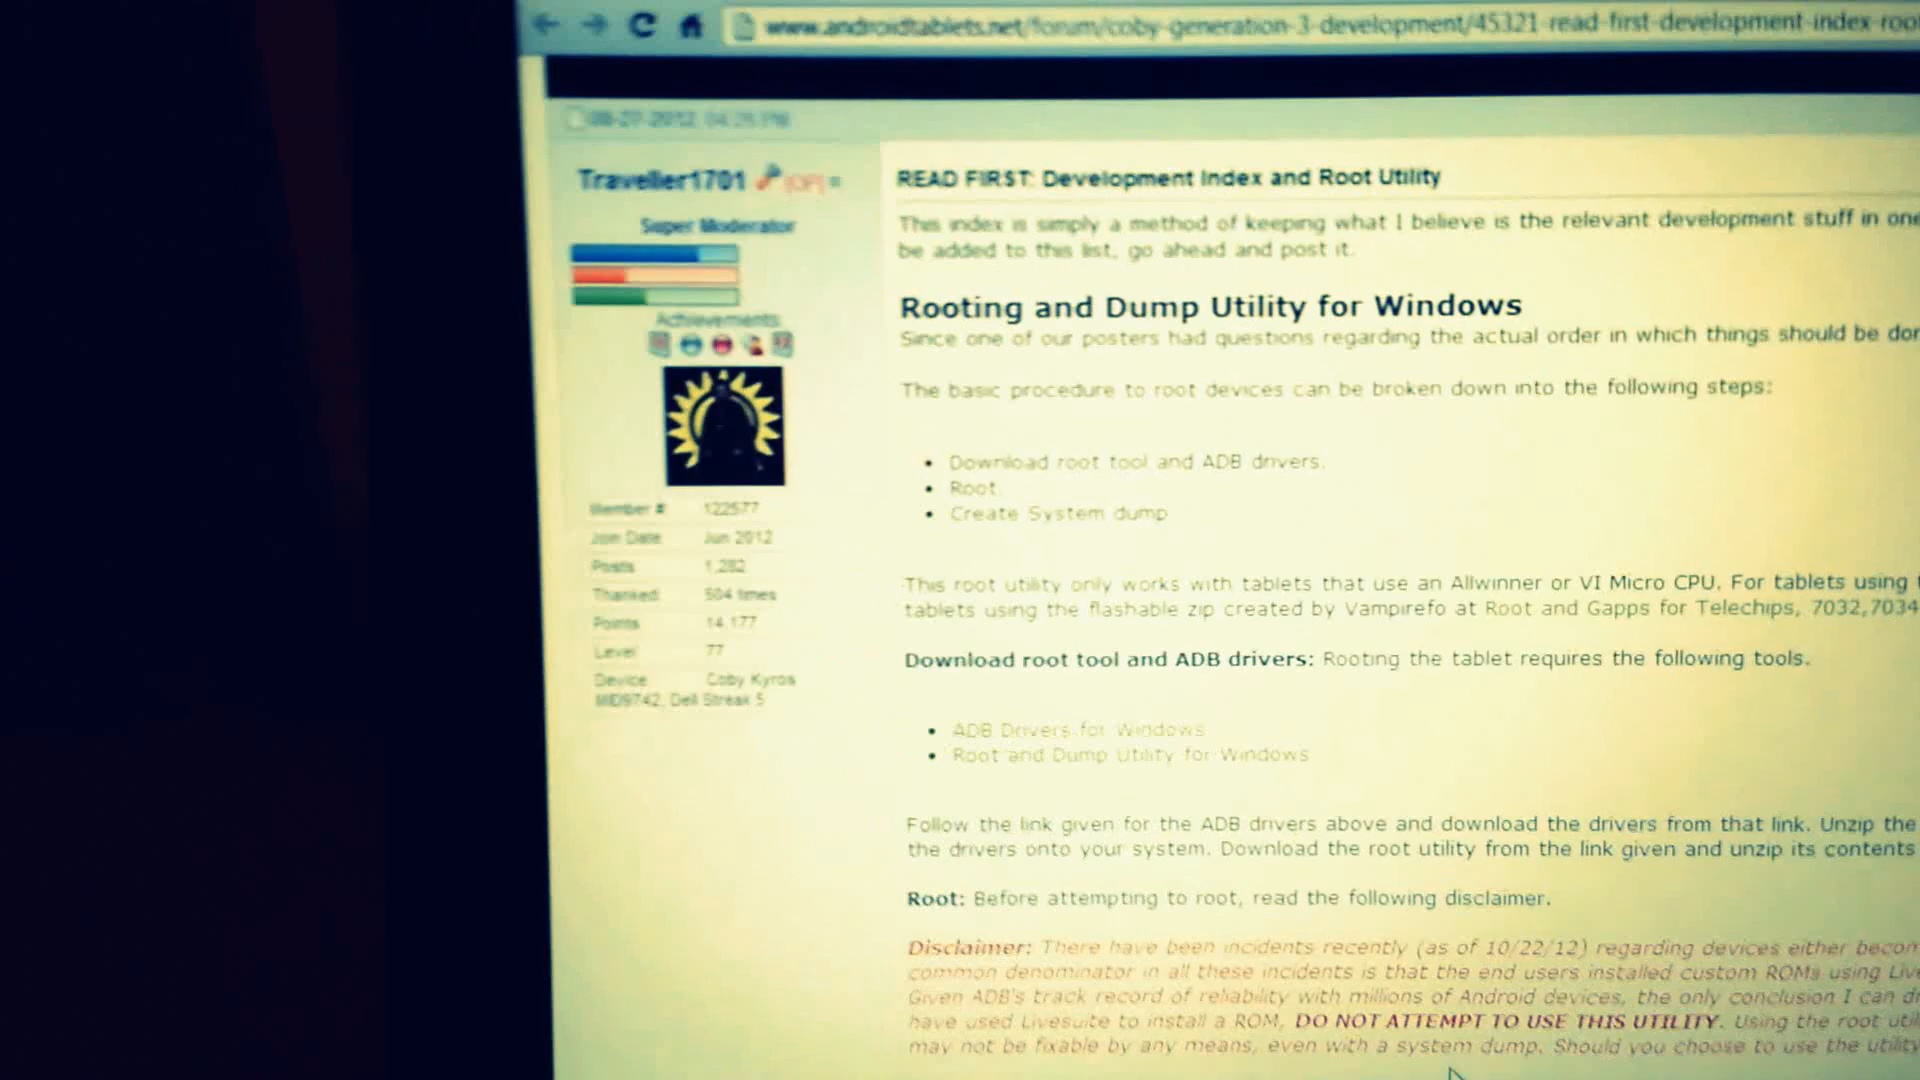 www.androidtablets.net/forum/coby-generation-3-development/45321-read-first-development-index-roo
08-27-2012, 04:25 PM
Traveller1701 [OP]
READ FIRST: Development Index and Root Utility
Super Moderator
This index is simply a method of keeping what I believe is the relevant development stuff in one
be added to this list, go ahead and post it.
Achievements
Rooting and Dump Utility for Windows
Since one of our posters had questions regarding the actual order in which things should be don
The basic procedure to root devices can be broken down into the following steps:
• Download root tool and ADB drivers.
• Root
• Create System dump
Member # 122577
Join Date Jun 2012
Posts 1,282
Thanked 504 times
Points 14,177
Level 77
Device Coby Kyros
MID9742, Dell Streak 5
This root utility only works with tablets that use an Allwinner or VI Micro CPU. For tablets using
tablets using the flashable zip created by Vampirefo at Root and Gapps for Telechips, 7032,7034
Download root tool and ADB drivers: Rooting the tablet requires the following tools.
• ADB Drivers for Windows
• Root and Dump Utility for Windows
Follow the link given for the ADB drivers above and download the drivers from that link. Unzip the
the drivers onto your system. Download the root utility from the link given and unzip its contents
Root: Before attempting to root, read the following disclaimer.
Disclaimer: There have been incidents recently (as of 10/22/12) regarding devices either becom
common denominator in all these incidents is that the end users installed custom ROMs using Live
Given ADB's track record of reliability with millions of Android devices, the only conclusion I can dr
have used Livesuite to install a ROM, DO NOT ATTEMPT TO USE THIS UTILITY. Using the root util
may not be fixable by any means, even with a system dump. Should you choose to use the utility